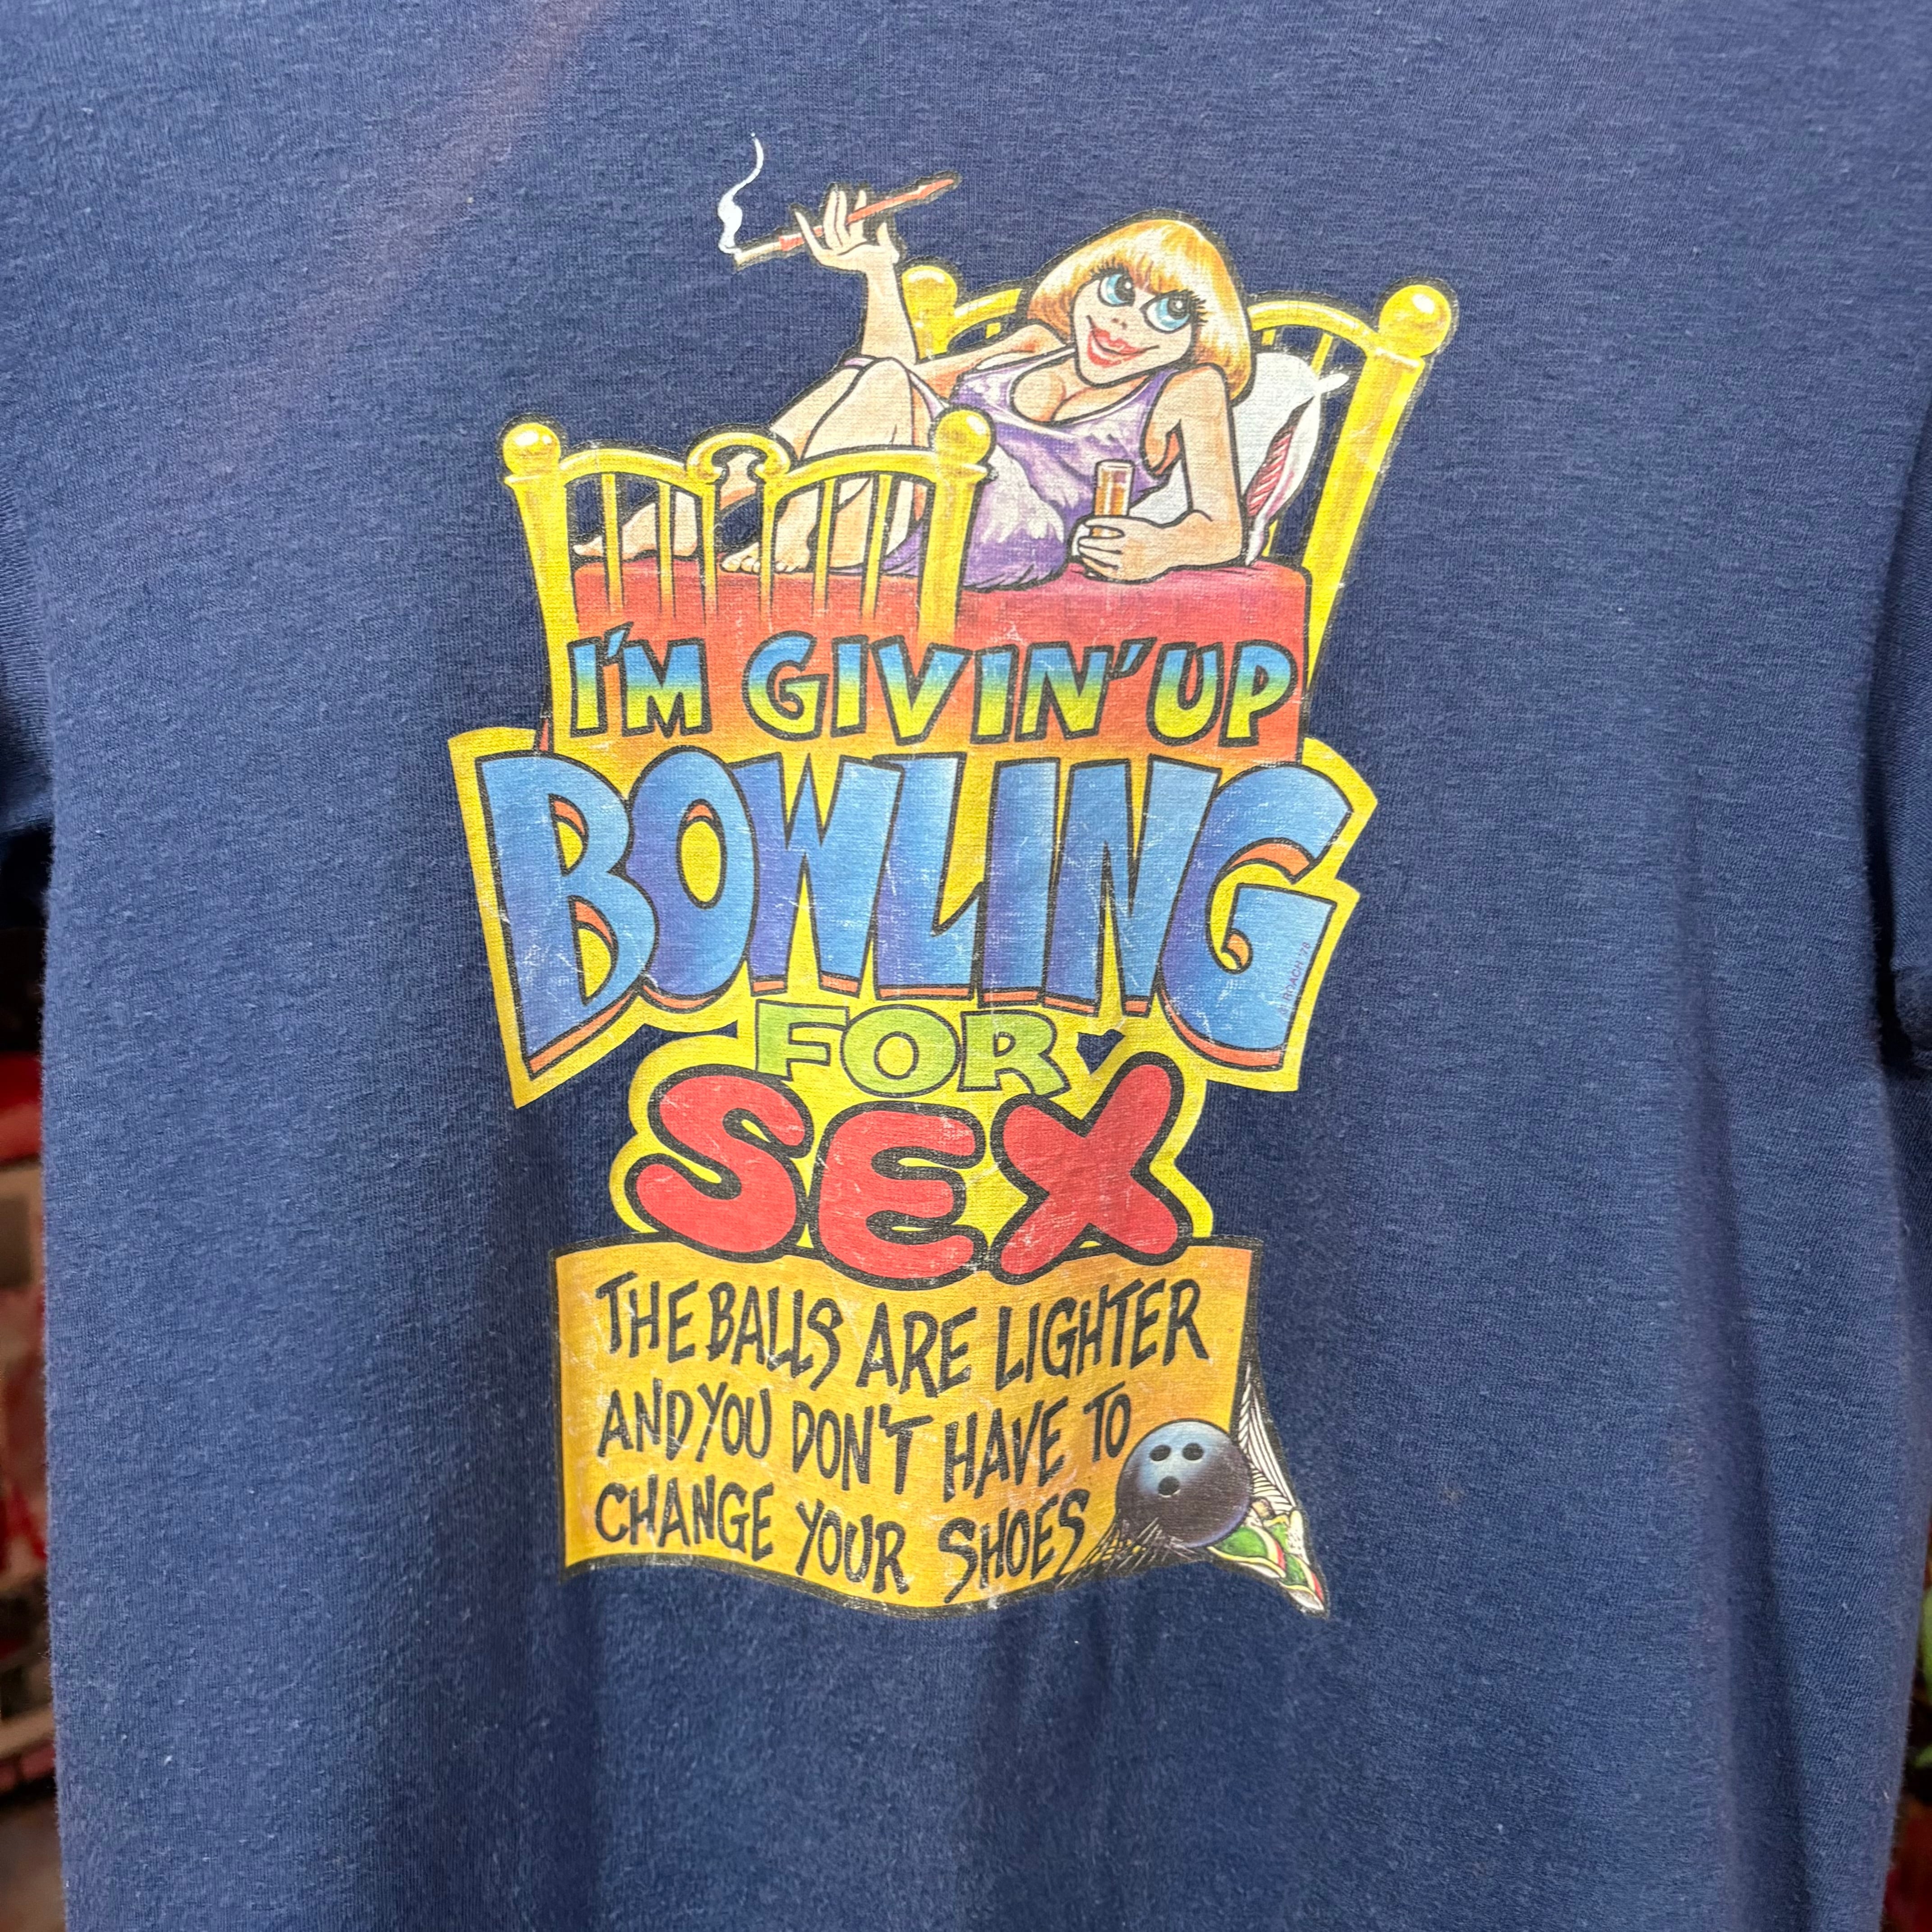 I'M GIVIN' UP
BOWLING
FOR
SEX
THE BALLS ARE LIGHTER
AND YOU DON'T HAVE TO
CHANGE YOUR SHOES